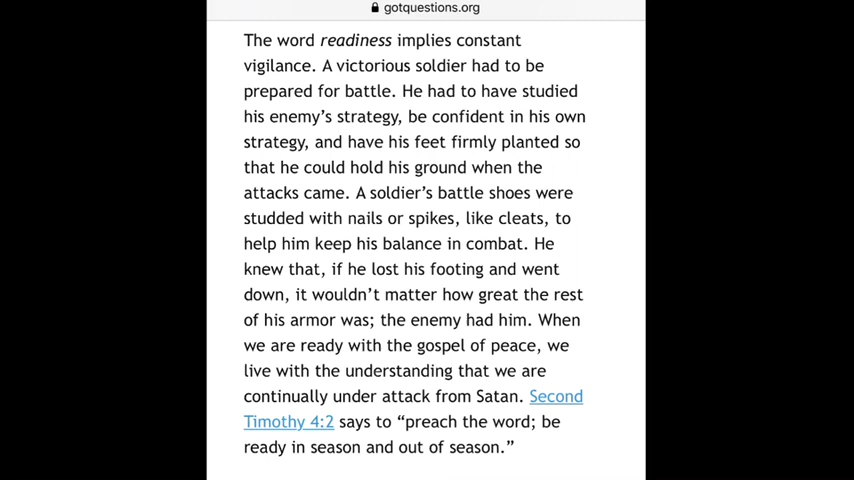 gotquestions.org
The word readiness implies constant
vigilance. A victorious soldier had to be
prepared for battle. He had to have studied
his enemy’s strategy, be confident in his own
strategy, and have his feet firmly planted so
that he could hold his ground when the
attacks came. A soldier’s battle shoes were
studded with nails or spikes, like cleats, to
help him keep his balance in combat. He
knew that, if he lost his footing and went
down, it wouldn’t matter how great the rest
of his armor was; the enemy had him. When
we are ready with the gospel of peace, we
live with the understanding that we are
continually under attack from Satan. Second
Timothy 4:2 says to “preach the word; be
ready in season and out of season.”